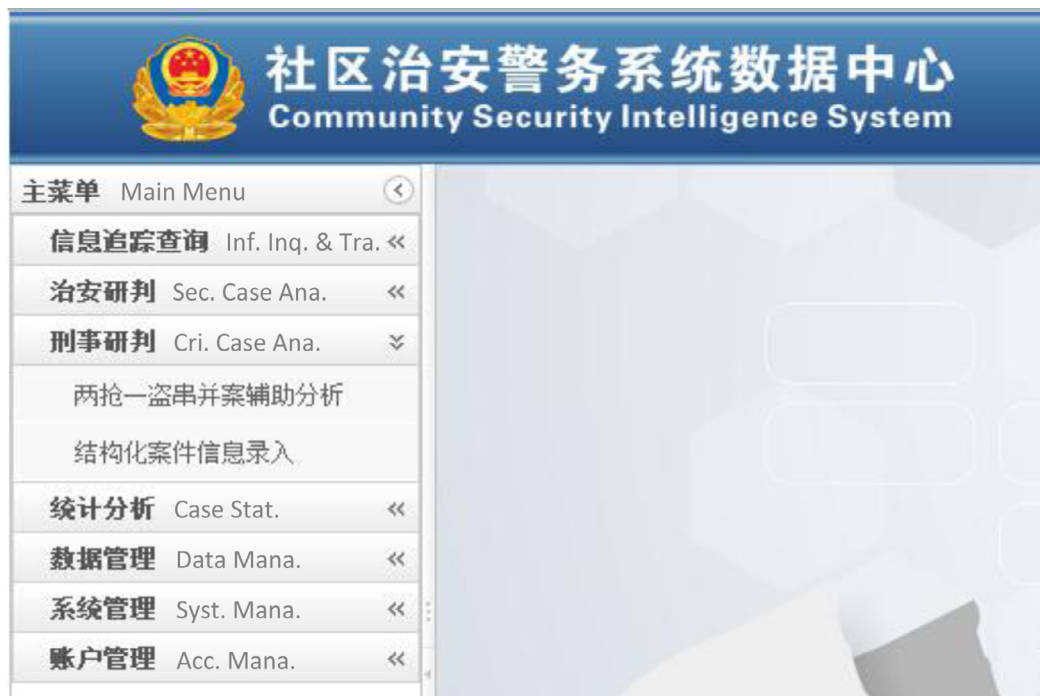 社区治安警务系统数据中心
Community Security Intelligence System
主菜单 Main Menu
信息追踪查询 Inf. Inq. & Tra.
治安研判 Sec. Case Ana.
刑事研判 Cri. Case Ana.
两抢一盗串并案辅助分析
结构化案件信息录入
统计分析 Case Stat.
数据管理 Data Mana.
系统管理 Syst. Mana.
账户管理 Acc. Mana.